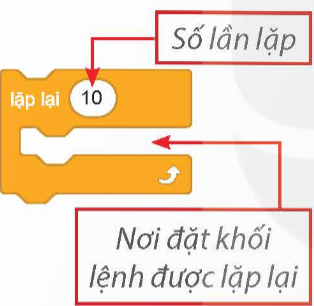 Số lần lặp
lặp lại 10
Nơi đặt khối
lệnh được lặp lại